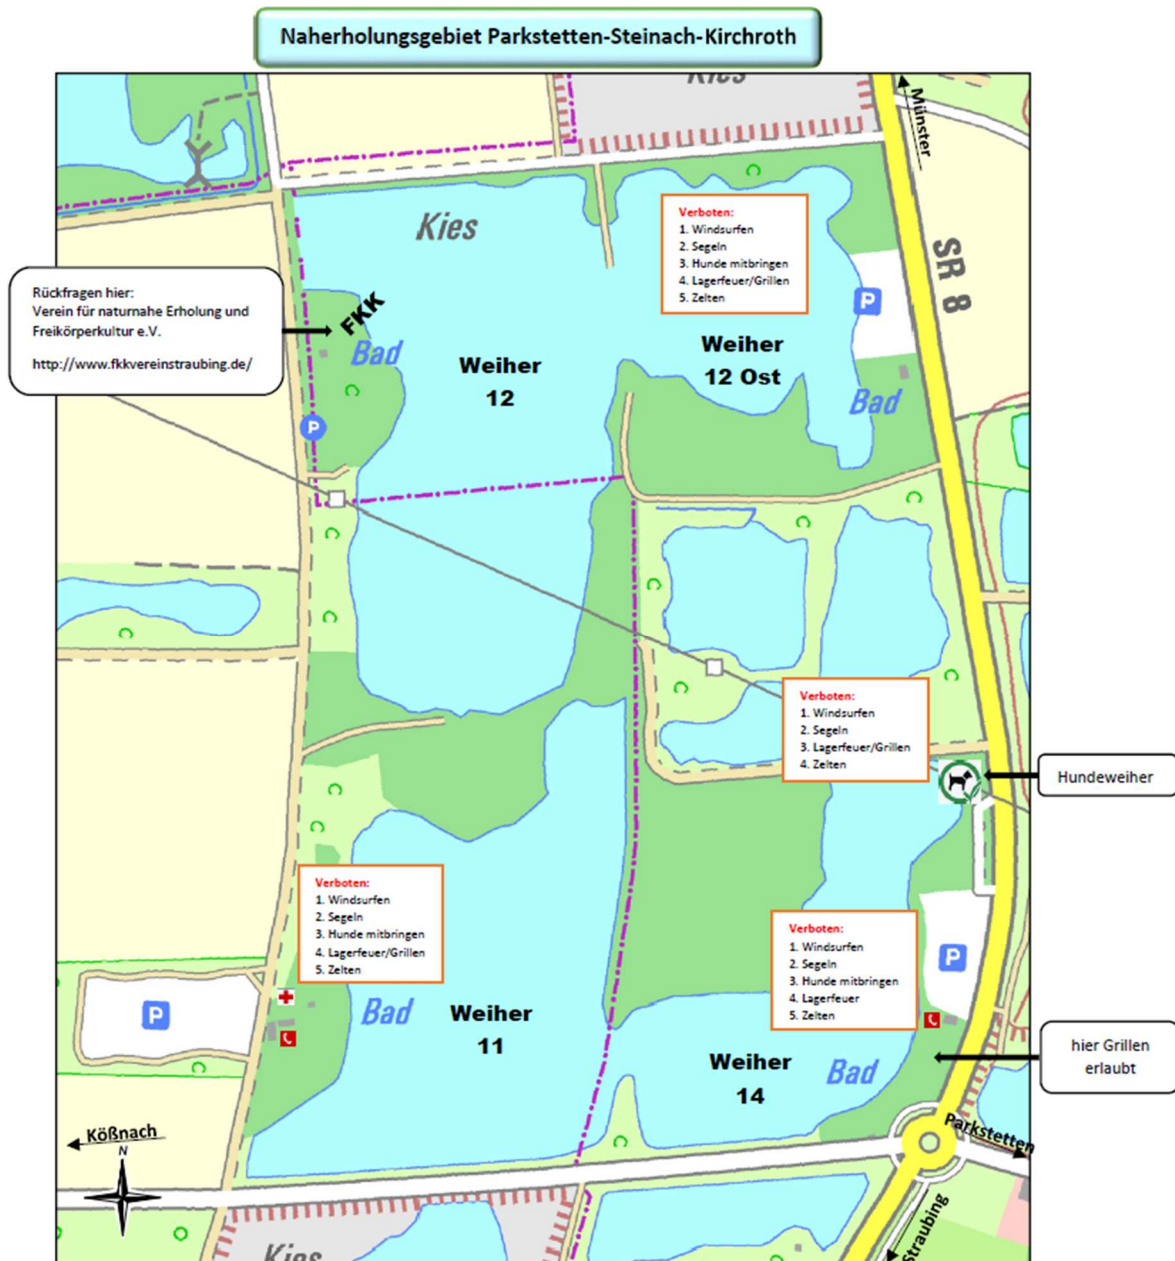 Naherholungsgebiet Parkstetten-Steinach-Kirchroth
Kies
Münster
SR 8
Kies
Verboten:
1. Windsurfen
2. Segeln
3. Hunde mitbringen
4. Lagerfeuer/Grillen
5. Zelten
P
Rückfragen hier:
Verein für naturnahe Erholung und
Freikörperkultur e.V.
http://www.fkkvereinstraubing.de/
FKK
Bad
Weiher
12
Weiher
12 Ost
Bad
P
Verboten:
1. Windsurfen
2. Segeln
3. Lagerfeuer/Grillen
4. Zelten
Hundeweiher
Verboten:
1. Windsurfen
2. Segeln
3. Hunde mitbringen
4. Lagerfeuer/Grillen
5. Zelten
Verboten:
1. Windsurfen
2. Segeln
3. Hunde mitbringen
4. Lagerfeuer
5. Zelten
P
P
Bad
Weiher
11
Weiher
14
Bad
hier Grillen
erlaubt
Kößnach
N
Parkstetten
Straubing
Kies